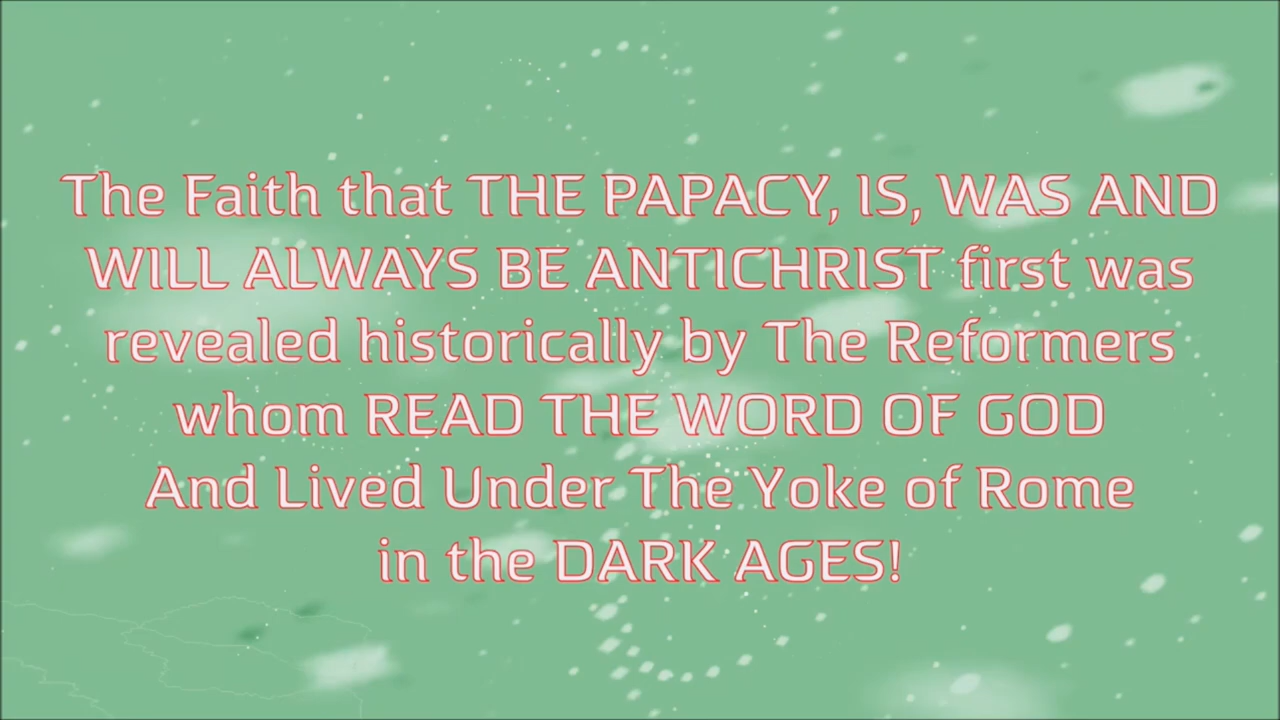 The Faith that THE PAPACY, IS, WAS AND
WILL ALWAYS BE ANTICHRIST first was
revealed historically by The Reformers
whom READ THE WORD OF GOD
And Lived Under The Yoke of Rome
in the DARK AGES!